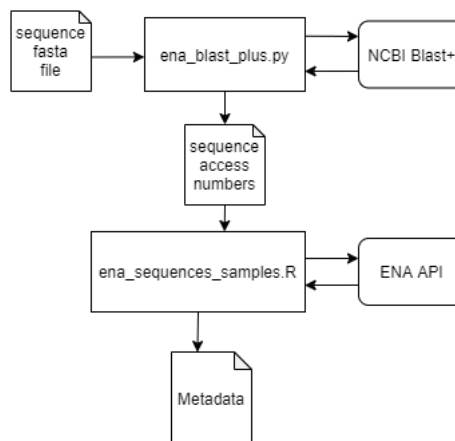 sequence
fasta
file
ena_blast_plus.py
NCBI Blast+
sequence
access
numbers
ena_sequences_samples.R
ENA API
Metadata